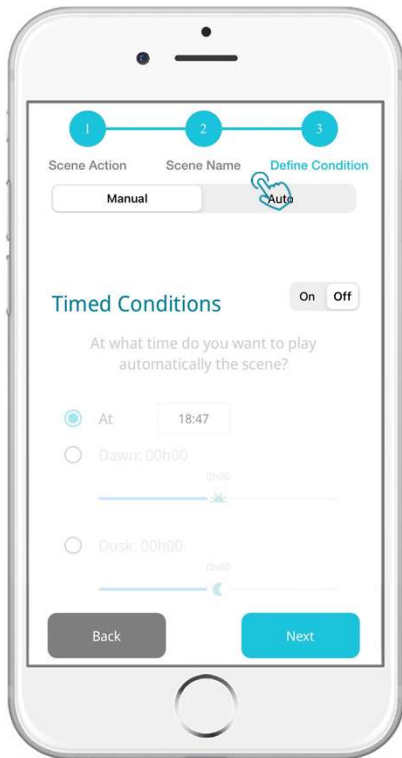 1 2 3
Scene Action Scene Name Define Condition
Manual Auto
Timed Conditions On Off
At what time do you want to play
automatically the scene?
At 18:47
Dawn: 00h00
0h00
Dusk: 00h00
0h00
Back Next